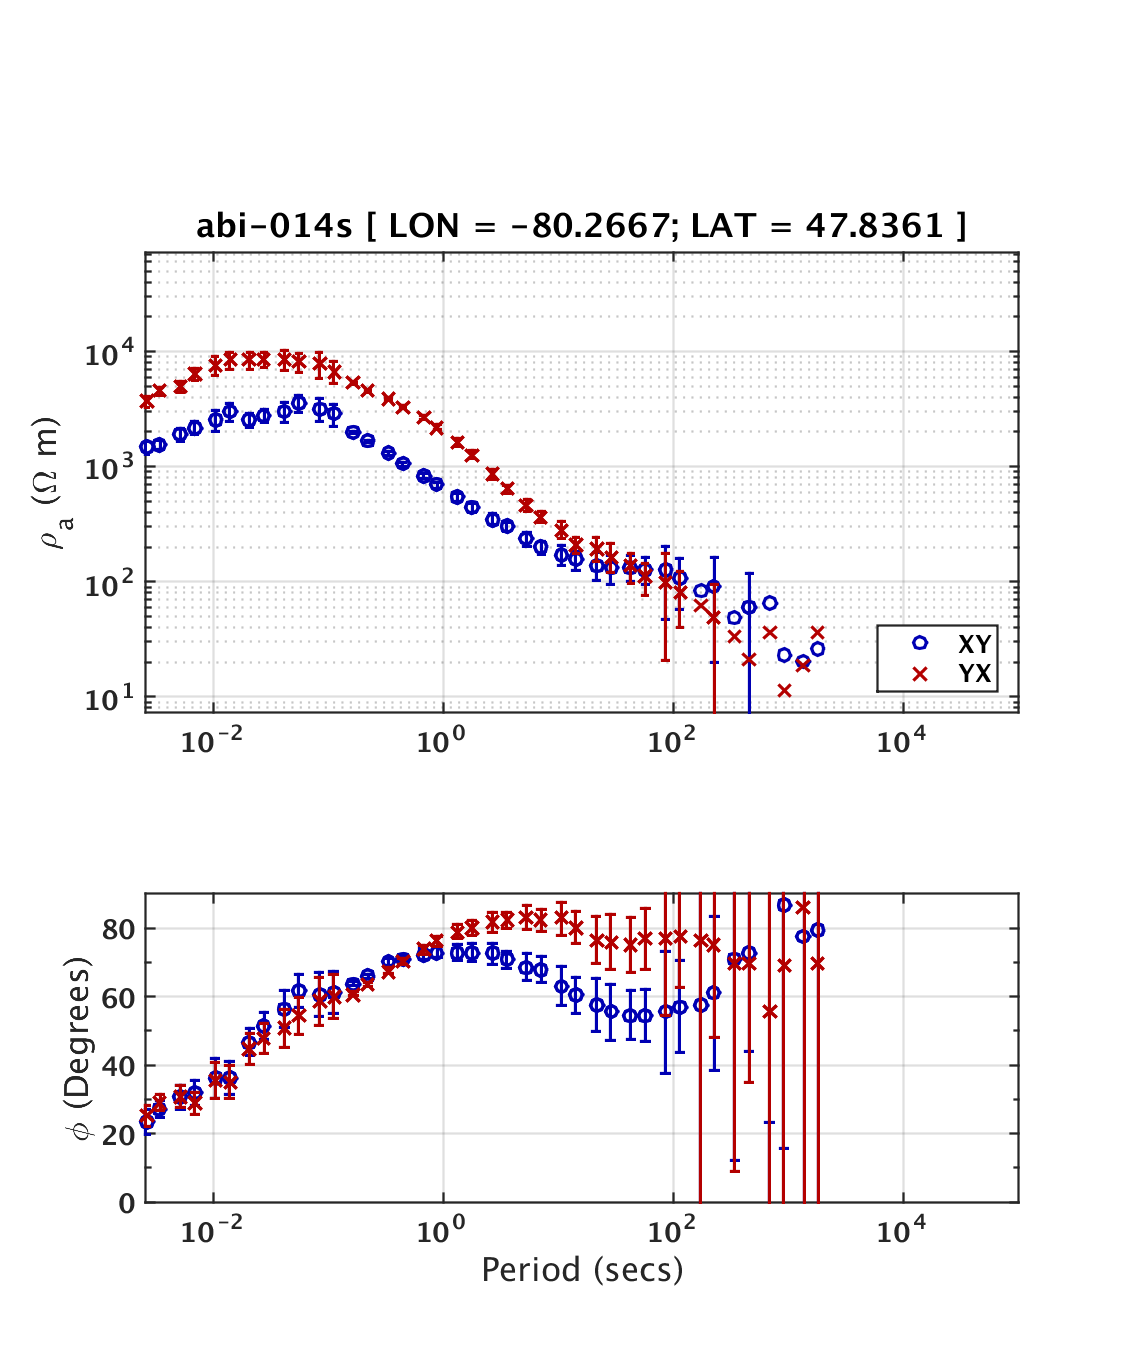 abi-014s [ LON = -80.2667; LAT = 47.8361 ]
ρa (Ω m)
10^4
10^3
10^2
10^1
XY
YX
10^-2 10^0 10^2 10^4
ϕ (Degrees)
80
60
40
20
0
10^-2 10^0 10^2 10^4
Period (secs)